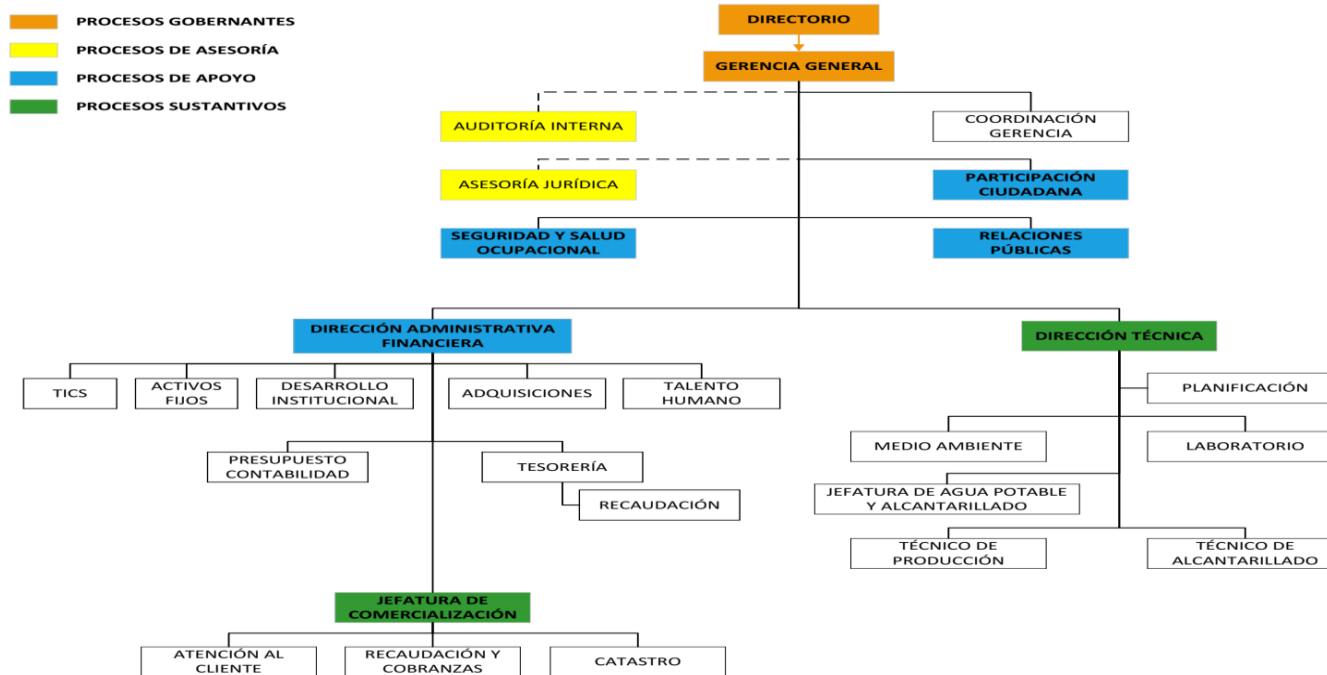 PROCESOS GOBERNANTES
PROCESOS DE ASESORÍA
PROCESOS DE APOYO
PROCESOS SUSTANTIVOS
DIRECTORIO
GERENCIA GENERAL
AUDITORÍA INTERNA
COORDINACIÓN
GERENCIA
ASESORÍA JURÍDICA
PARTICIPACIÓN
CIUDADANA
SEGURIDAD Y SALUD
OCUPACIONAL
RELACIONES
PÚBLICAS
DIRECCIÓN ADMINISTRATIVA
FINANCIERA
TICS
ACTIVOS
FIJOS
DESARROLLO
INSTITUCIONAL
ADQUISICIONES
TALENTO
HUMANO
PRESUPUESTO
CONTABILIDAD
TESORERÍA
RECAUDACIÓN
JEFATURA DE
COMERCIALIZACIÓN
ATENCIÓN AL
CLIENTE
RECAUDACIÓN Y
COBRANZAS
CATASTRO
DIRECCIÓN TÉCNICA
PLANIFICACIÓN
MEDIO AMBIENTE
LABORATORIO
JEFATURA DE AGUA POTABLE
Y ALCANTARILLADO
TÉCNICO DE
PRODUCCIÓN
TÉCNICO DE
ALCANTARILLADO